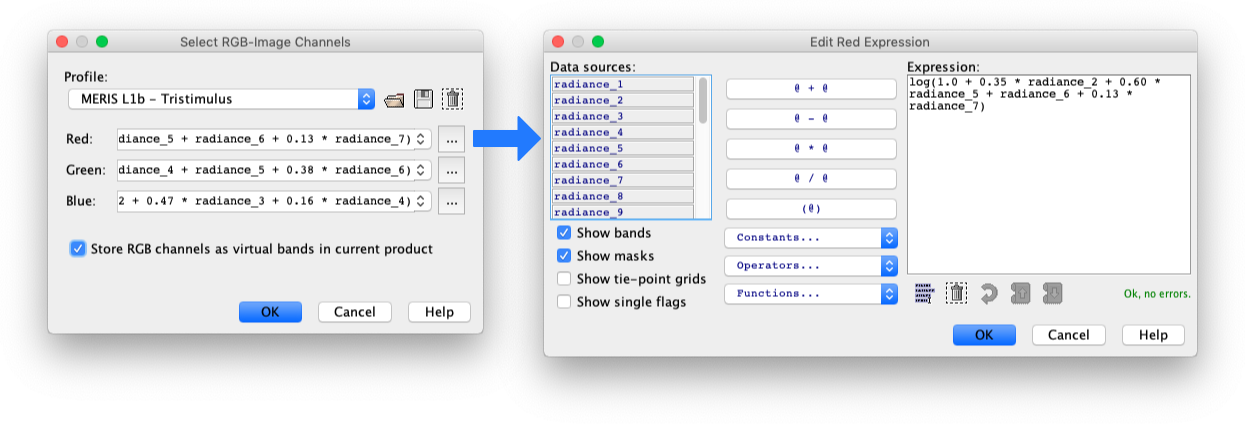 Select RGB-Image Channels
Profile:
MERIS L1b – Tristimulus
Red:
diance_5 + radiance_6 + 0.13 * radiance_7)
...
Green:
diance_4 + radiance_5 + 0.38 * radiance_6)
...
Blue:
2 + 0.47 * radiance_3 + 0.16 * radiance_4)
...
Store RGB channels as virtual bands in current product
OK
Cancel
Help
Edit Red Expression
Data sources:
radiance_1
radiance_2
radiance_3
radiance_4
radiance_5
radiance_6
radiance_7
radiance_8
radiance_9
Show bands
Show masks
Show tie-point grids
Show single flags
@ + @
@ - @
@ * @
@ / @
(@)
Constants...
Operators...
Functions...
Expression:
log(1.0 + 0.35 * radiance_2 + 0.60 *
radiance_5 + radiance_6 + 0.13 *
radiance_7)
Ok, no errors.
OK
Cancel
Help